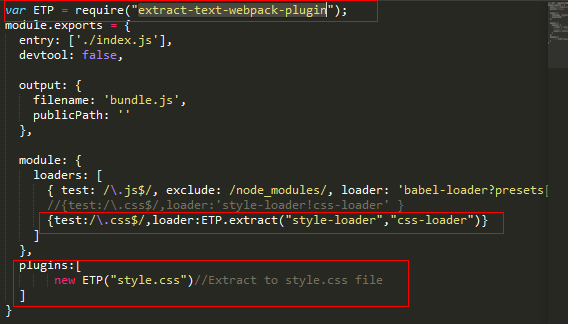 var ETP = require("extract-text-webpack-plugin");
module.exports = {
  entry: ['./index.js'],
  devtool: false,
  output: {
    filename: 'bundle.js',
    publicPath: ''
  },
  module: {
    loaders: [
      { test: /\.js$/, exclude: /node_modules/, loader: 'babel-loader?presets[
      //{test:/\.css$/,loader:'style-loader!css-loader' }
      {test:/\.css$/,loader:ETP.extract("style-loader","css-loader")}
    ]
  },
  plugins:[
      new ETP("style.css")//Extract to style.css file
  ]
}